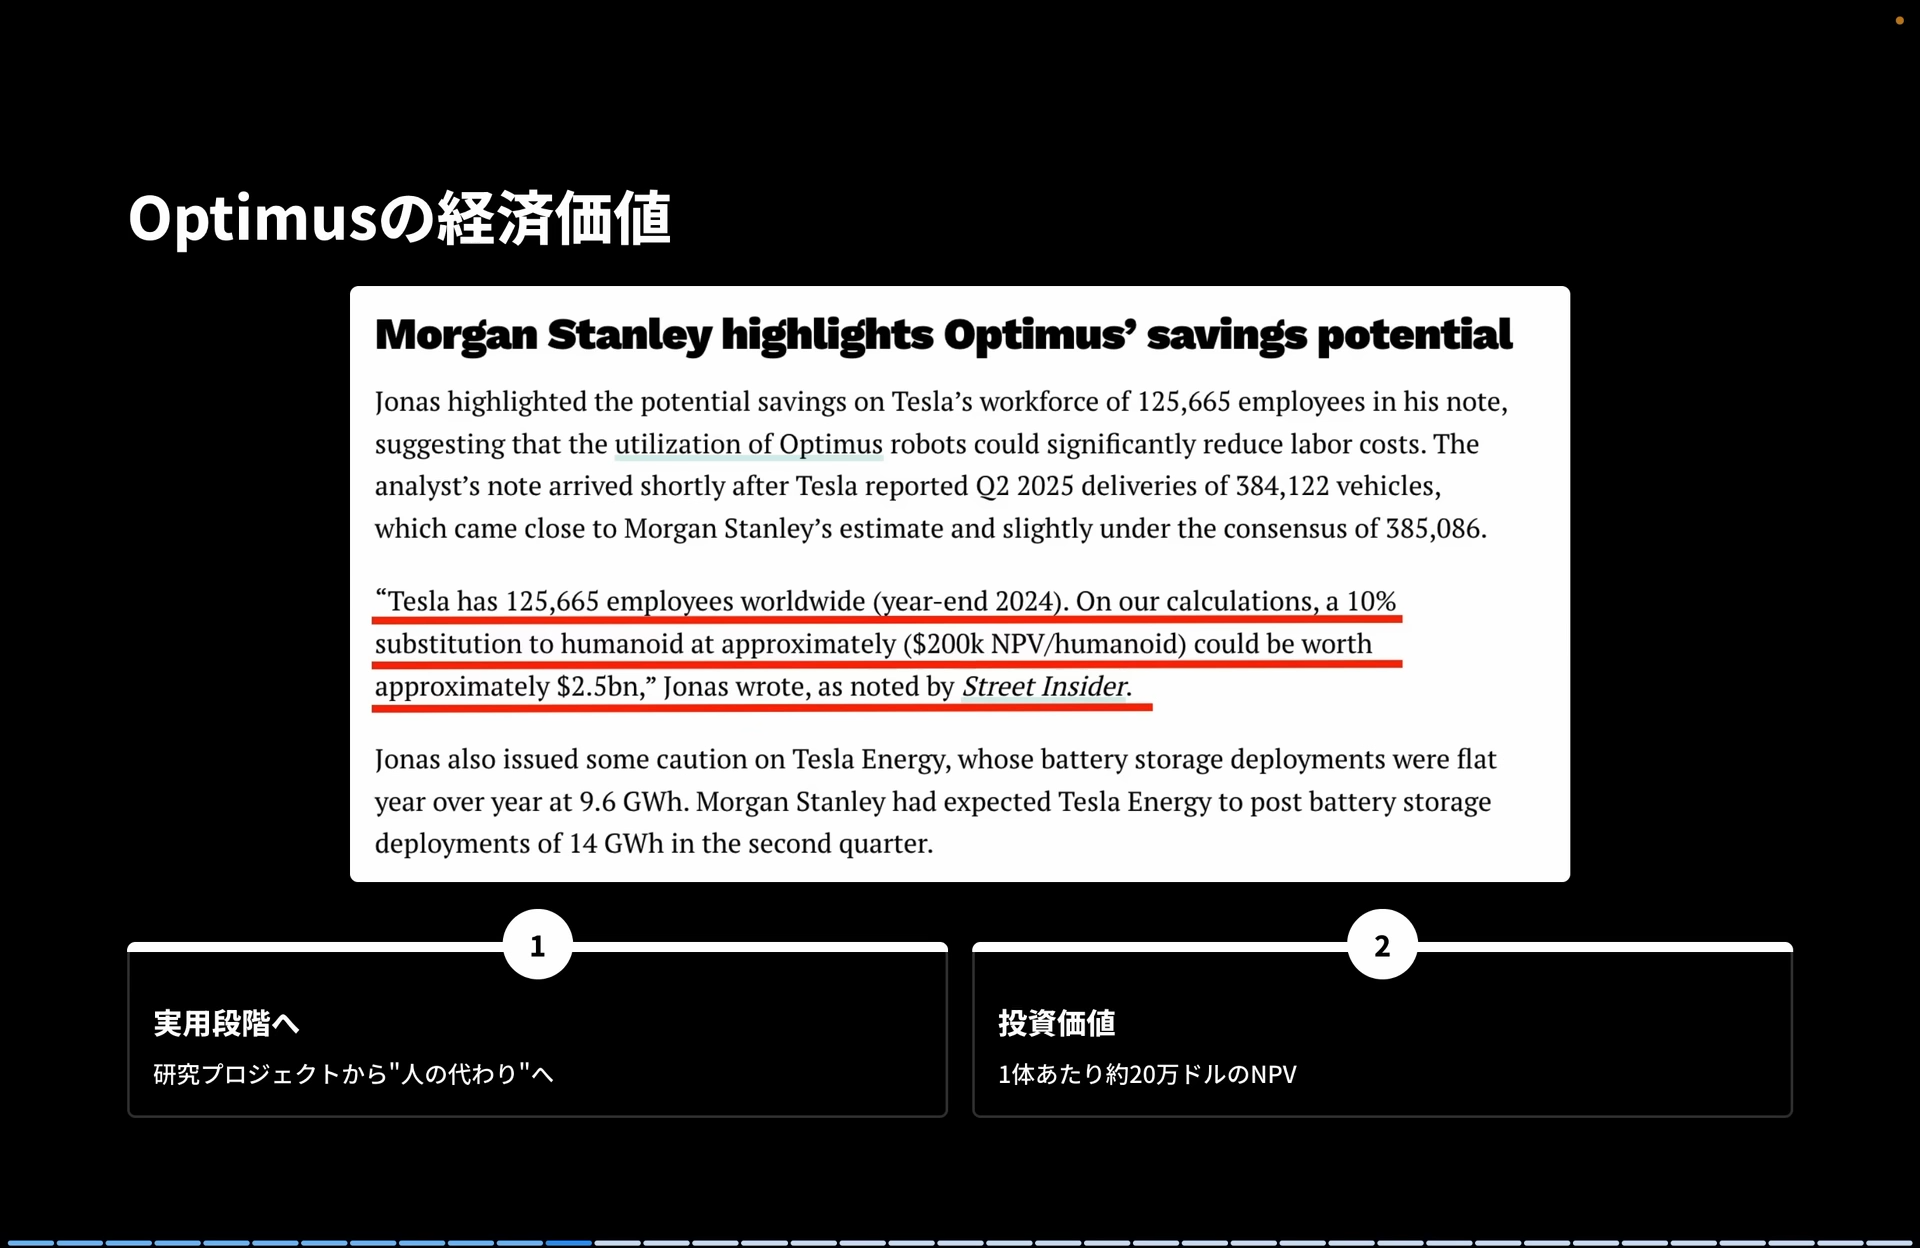 Optimusの経済価値
Morgan Stanley highlights Optimus’ savings potential
Jonas highlighted the potential savings on Tesla’s workforce of 125,665 employees in his note,
suggesting that the utilization of Optimus robots could significantly reduce labor costs. The
analyst’s note arrived shortly after Tesla reported Q2 2025 deliveries of 384,122 vehicles,
which came close to Morgan Stanley’s estimate and slightly under the consensus of 385,086.
“Tesla has 125,665 employees worldwide (year-end 2024). On our calculations, a 10%
substitution to humanoid at approximately ($200k NPV/humanoid) could be worth
approximately $2.5bn,” Jonas wrote, as noted by Street Insider.
Jonas also issued some caution on Tesla Energy, whose battery storage deployments were flat
year over year at 9.6 GWh. Morgan Stanley had expected Tesla Energy to post battery storage
deployments of 14 GWh in the second quarter.
1
実用段階へ
研究プロジェクトから"人の代わり"へ
2
投資価値
1体あたり約20万ドルのNPV